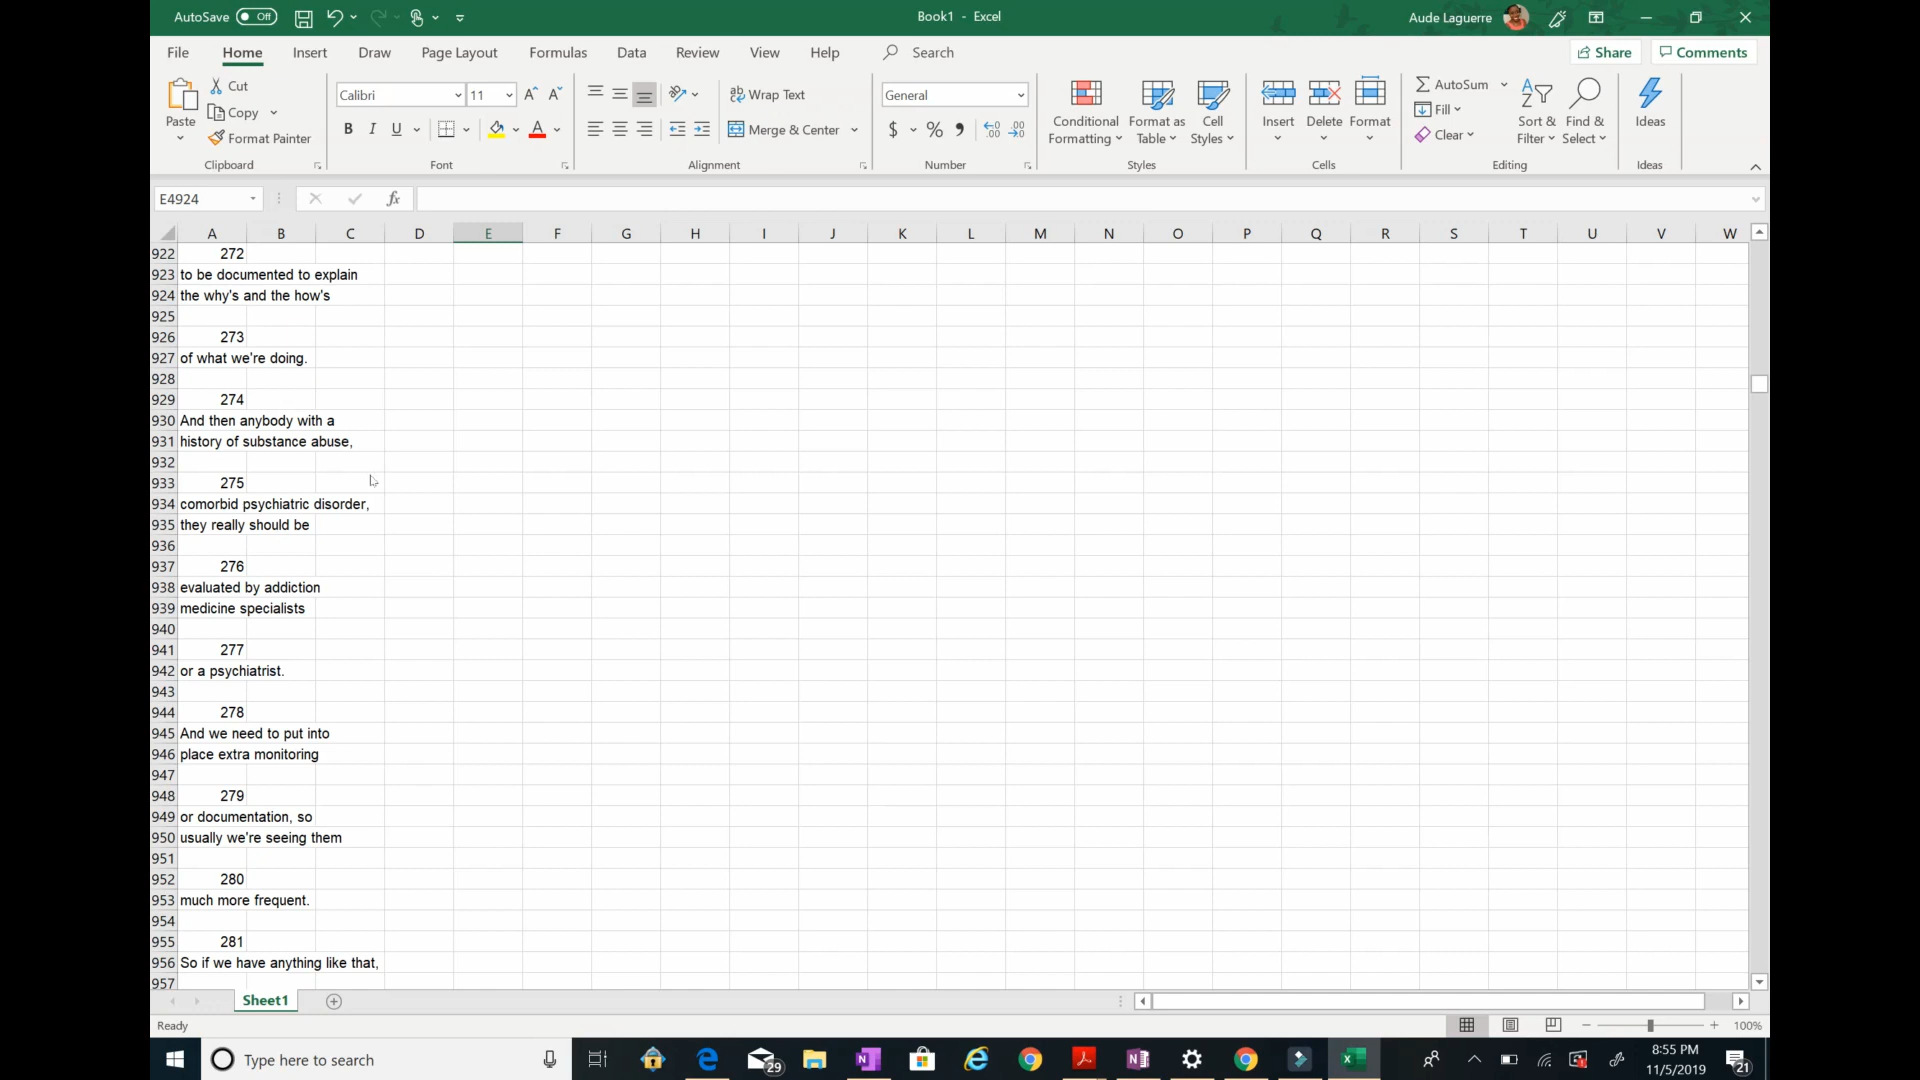 AutoSave Off Book1 - Excel Aude Laguerre
File Home Insert Draw Page Layout Formulas Data Review View Help Search Share Comments
Paste Cut Copy Format Painter Clipboard
Calibri 11 B I U A Font
Wrap Text Merge & Center Alignment
General $ % Number
Conditional Formatting Format as Table Cell Styles Styles
Insert Delete Format Cells
AutoSum Fill Clear Sort & Filter Find & Select Editing
Ideas Ideas
E4924 fx
A B C D E F G H I J K L M N O P Q R S T U V W
922 272
923 to be documented to explain
924 the why's and the how's
925
926 273
927 of what we're doing.
928
929 274
930 And then anybody with a
931 history of substance abuse,
932
933 275
934 comorbid psychiatric disorder,
935 they really should be
936
937 276
938 evaluated by addiction
939 medicine specialists
940
941 277
942 or a psychiatrist.
943
944 278
945 And we need to put into
946 place extra monitoring
947
948 279
949 or documentation, so
950 usually we're seeing them
951
952 280
953 much more frequent.
954
955 281
956 So if we have anything like that,
957
Sheet1
Ready 100%
Type here to search 29 8:55 PM
11/5/2019 21